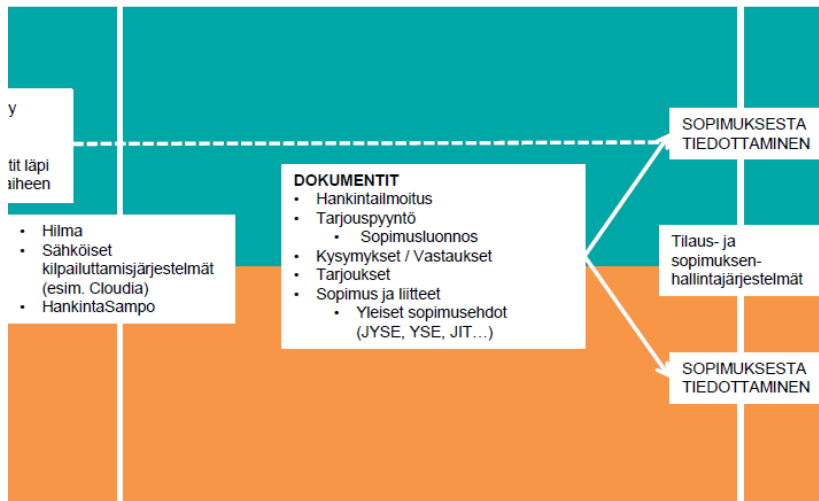 y
tit läpi
aiheen
• Hilma
• Sähköiset
kilpailuttamisjärjestelmät
(esim. Cloudia)
• HankintaSampo
DOKUMENTIT
• Hankintailmoitus
• Tarjouspyyntö
• Sopimusluonnos
• Kysymykset / Vastaukset
• Tarjoukset
• Sopimus ja liitteet
• Yleiset sopimusehdot
(JYSE, YSE, JIT…)
SOPIMUKSESTA
TIEDOTTAMINEN
Tilaus- ja
sopimuksen-
hallintajärjestelmät
SOPIMUKSESTA
TIEDOTTAMINEN